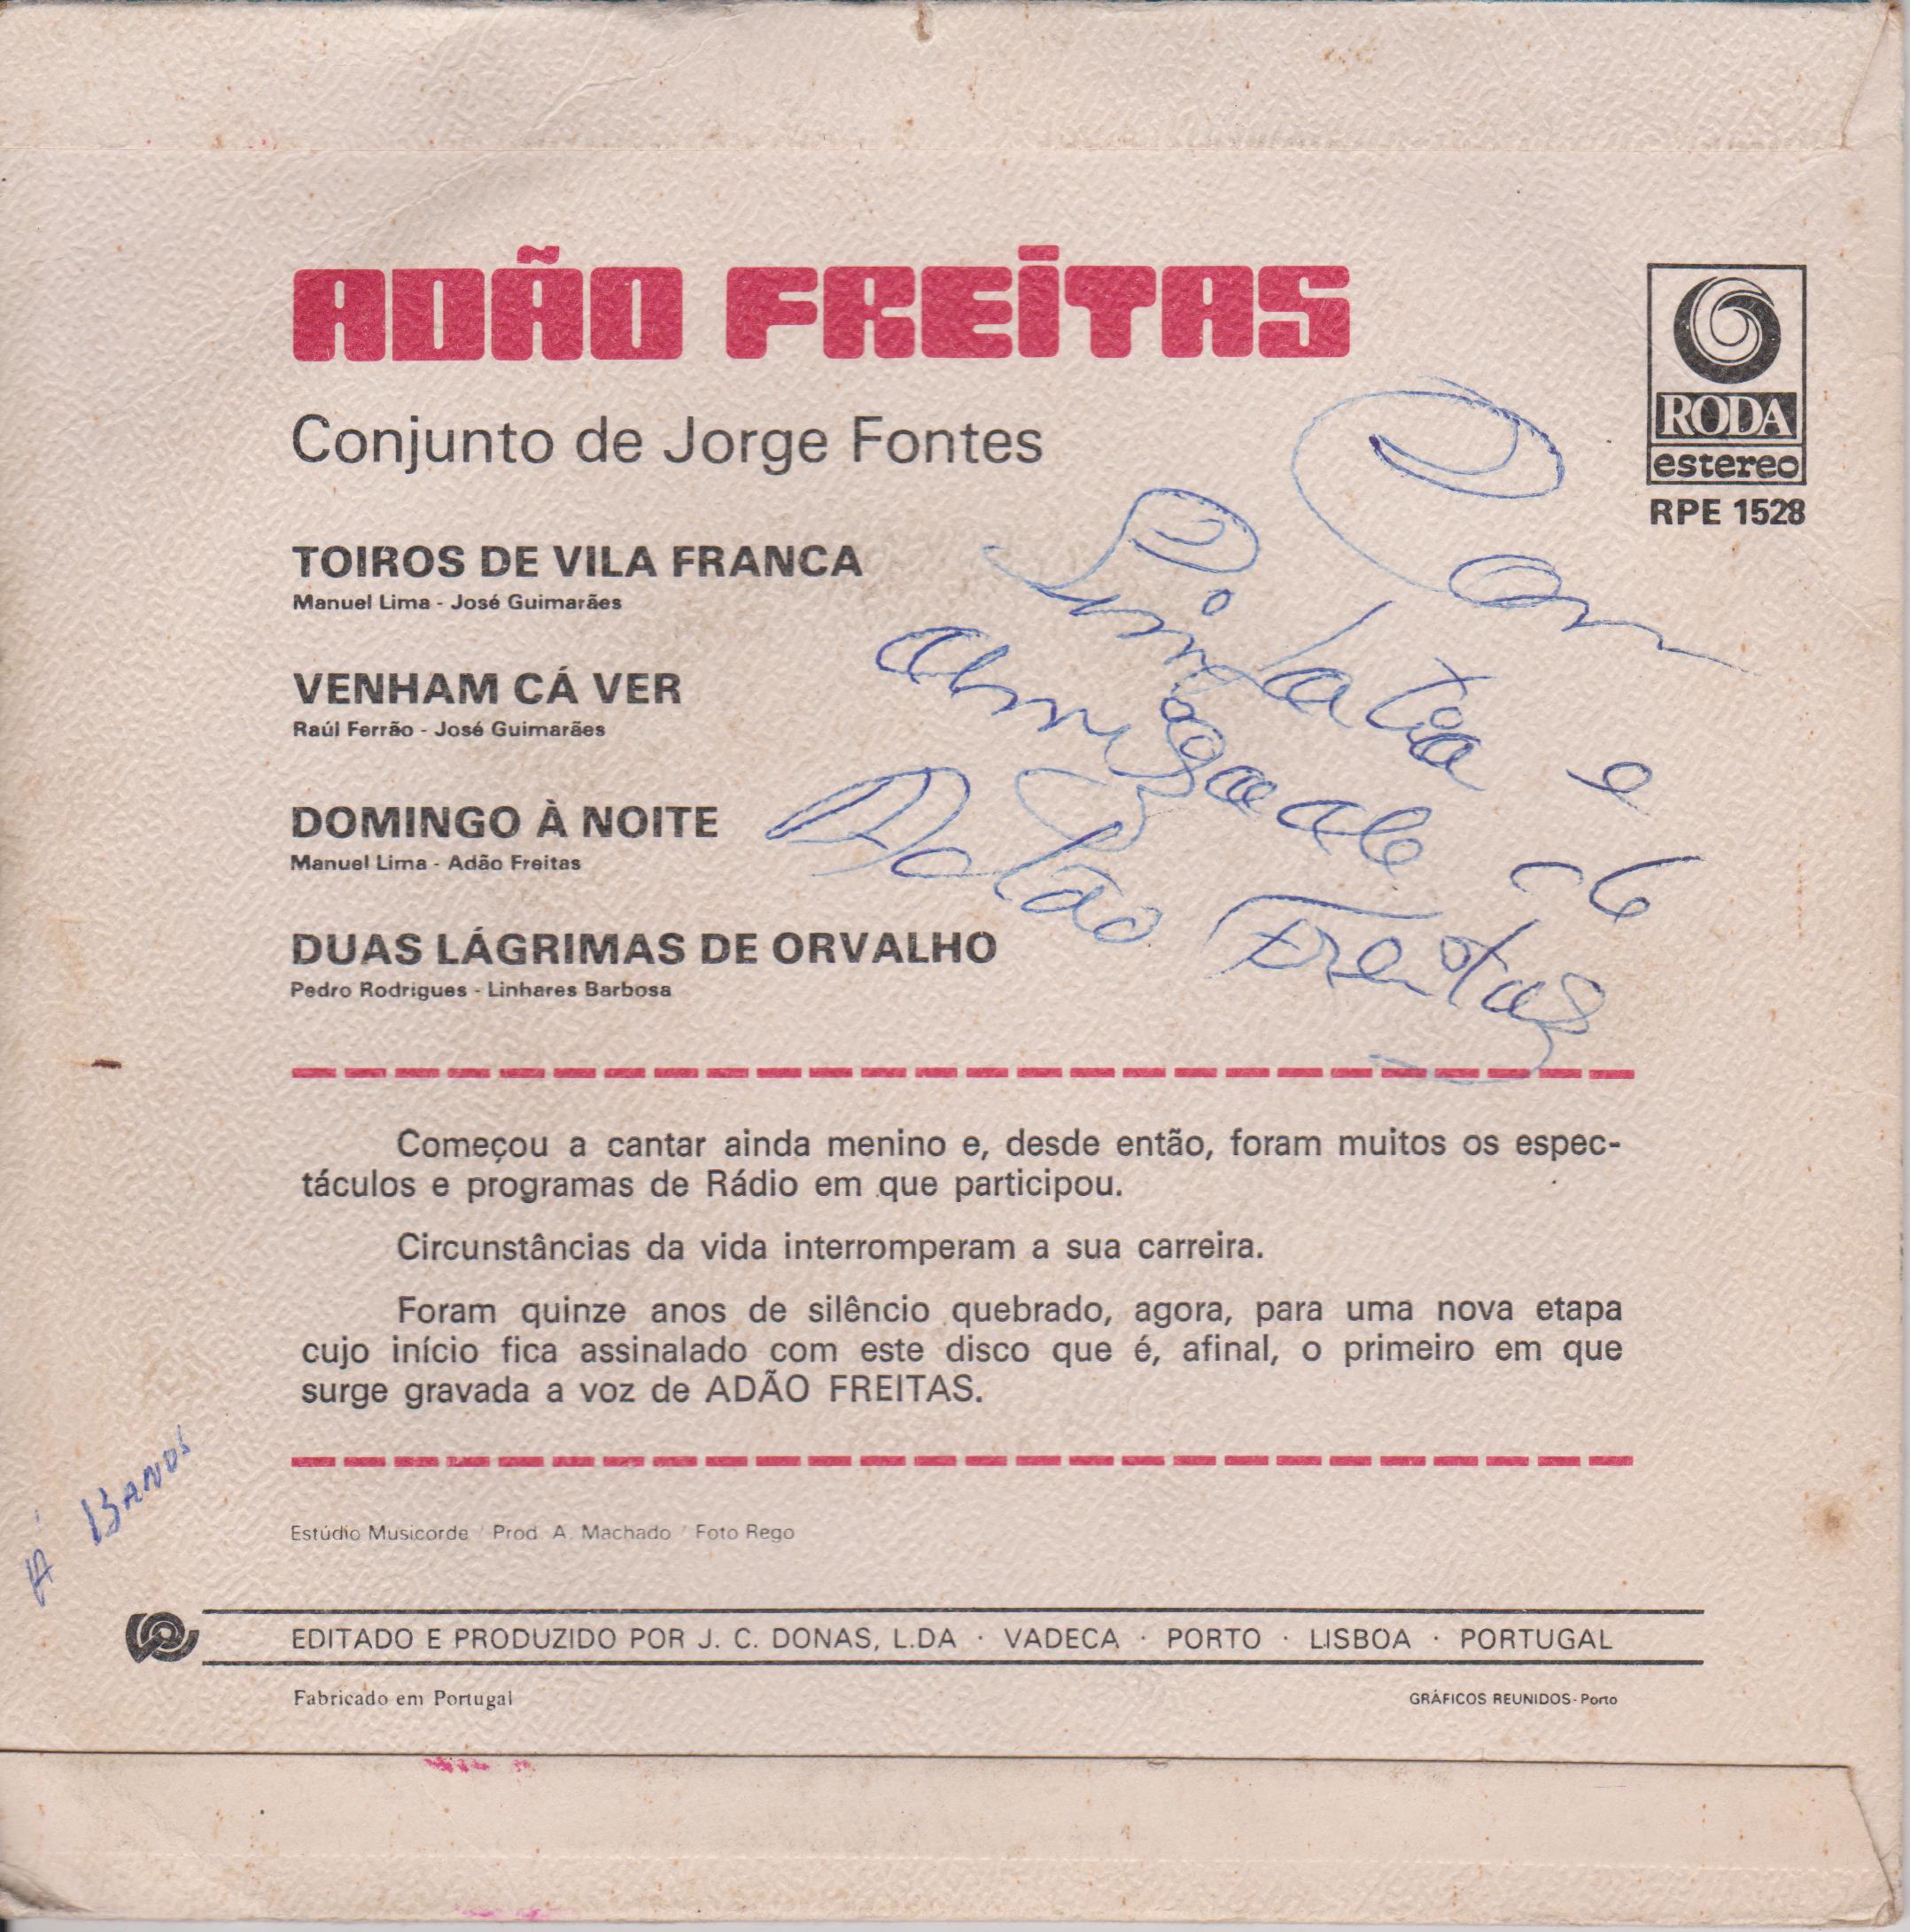 ADÃO FREITAS
Conjunto de Jorge Fontes
RODA
estereo
RPE 1528
TOIROS DE VILA FRANCA
Manuel Lima - José Guimarães
VENHAM CÁ VER
Raúl Ferrão - José Guimarães
DOMINGO À NOITE
Manuel Lima - Adão Freitas
DUAS LÁGRIMAS DE ORVALHO
Pedro Rodrigues - Linhares Barbosa
Com
Simpatia e
amizade de
Adão Freitas
Começou a cantar ainda menino e, desde então, foram muitos os espec-
táculos e programas de Rádio em que participou.
Circunstâncias da vida interromperam a sua carreira.
Foram quinze anos de silêncio quebrado, agora, para uma nova etapa
cujo início fica assinalado com este disco que é, afinal, o primeiro em que
surge gravada a voz de ADÃO FREITAS.
À 13 ANOS
Estúdio Musicorde / Prod. A. Machado / Foto Rego
EDITADO E PRODUZIDO POR J. C. DONAS, L.DA · VADECA · PORTO · LISBOA · PORTUGAL
Fabricado em Portugal
GRÁFICOS REUNIDOS - Porto